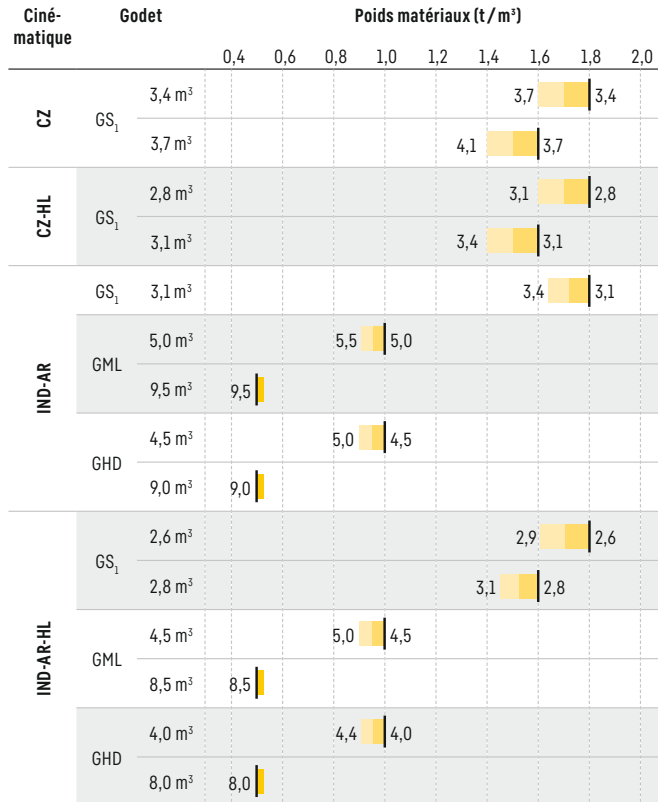 Ciné-
matique Godet Poids matériaux (t / m³)
0,4 0,6 0,8 1,0 1,2 1,4 1,6 1,8 2,0
CZ
GS₁
3,4 m³ 3,7 3,4
3,7 m³ 4,1 3,7
CZ-HL
GS₁
2,8 m³ 3,1 2,8
3,1 m³ 3,4 3,1
IND-AR
GS₁ 3,1 m³ 3,4 3,1
GML
5,0 m³ 5,5 5,0
9,5 m³ 9,5
GHD
4,5 m³ 5,0 4,5
9,0 m³ 9,0
IND-AR-HL
GS₁
2,6 m³ 2,9 2,6
2,8 m³ 3,1 2,8
GML
4,5 m³ 5,0 4,5
8,5 m³ 8,5
GHD
4,0 m³ 4,4 4,0
8,0 m³ 8,0